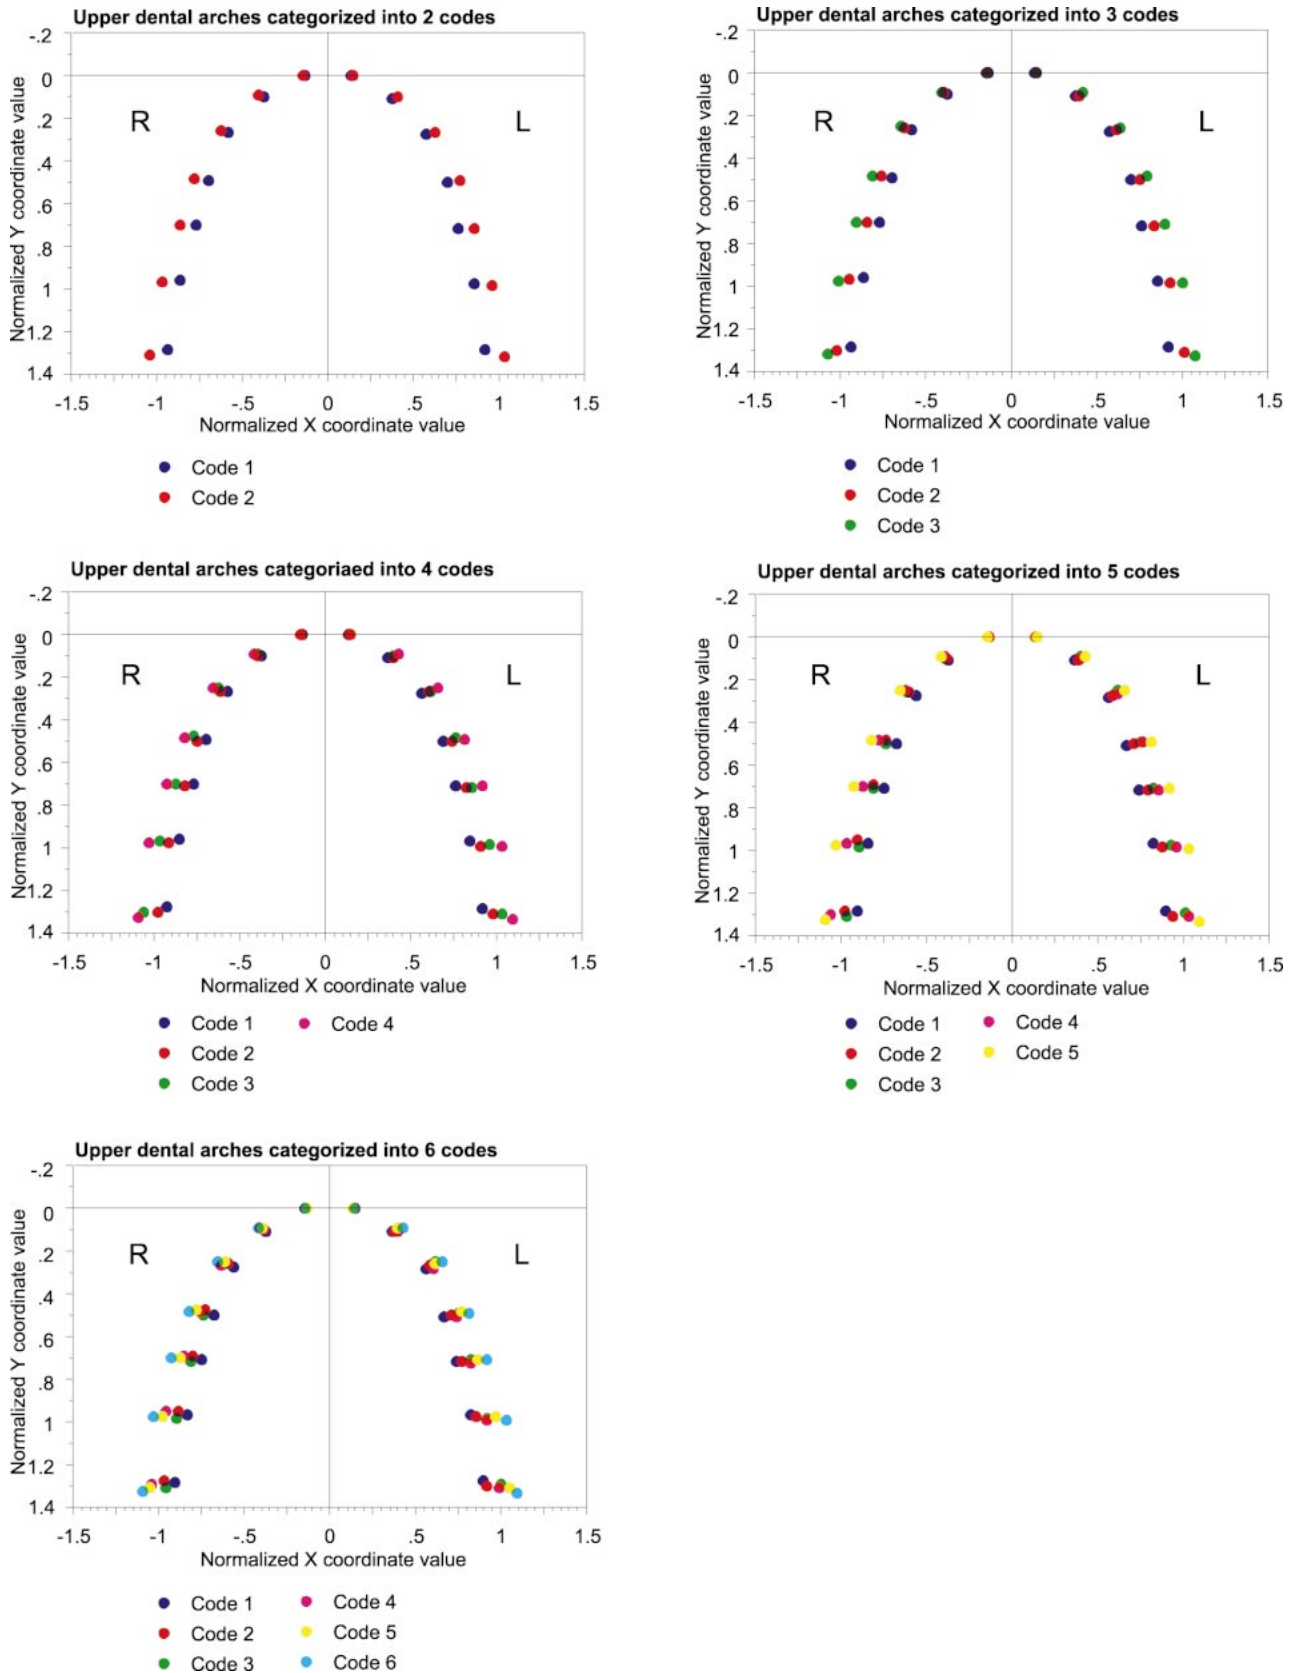 Upper dental arches categorized into 2 codes
-.2
0
.2
.4
.6
.8
1
1.2
1.4
Normalized Y coordinate value
R
L
-1.5 -1 -.5 0 .5 1 1.5
Normalized X coordinate value
Code 1
Code 2
Upper dental arches categorized into 3 codes
-.2
0
.2
.4
.6
.8
1
1.2
1.4
Normalized Y coordinate value
R
L
-1.5 -1 -.5 0 .5 1 1.5
Normalized X coordinate value
Code 1
Code 2
Code 3
Upper dental arches categoriaed into 4 codes
-.2
0
.2
.4
.6
.8
1
1.2
1.4
Normalized Y coordinate value
R
L
-1.5 -1 -.5 0 .5 1 1.5
Normalized X coordinate value
Code 1 Code 4
Code 2
Code 3
Upper dental arches categorized into 5 codes
-.2
0
.2
.4
.6
.8
1
1.2
1.4
Normalized Y coordinate value
R
L
-1.5 -1 -.5 0 .5 1 1.5
Normalized X coordinate value
Code 1 Code 4
Code 2 Code 5
Code 3
Upper dental arches categorized into 6 codes
-.2
0
.2
.4
.6
.8
1
1.2
1.4
Normalized Y coordinate value
R
L
-1.5 -1 -.5 0 .5 1 1.5
Normalized X coordinate value
Code 1 Code 4
Code 2 Code 5
Code 3 Code 6